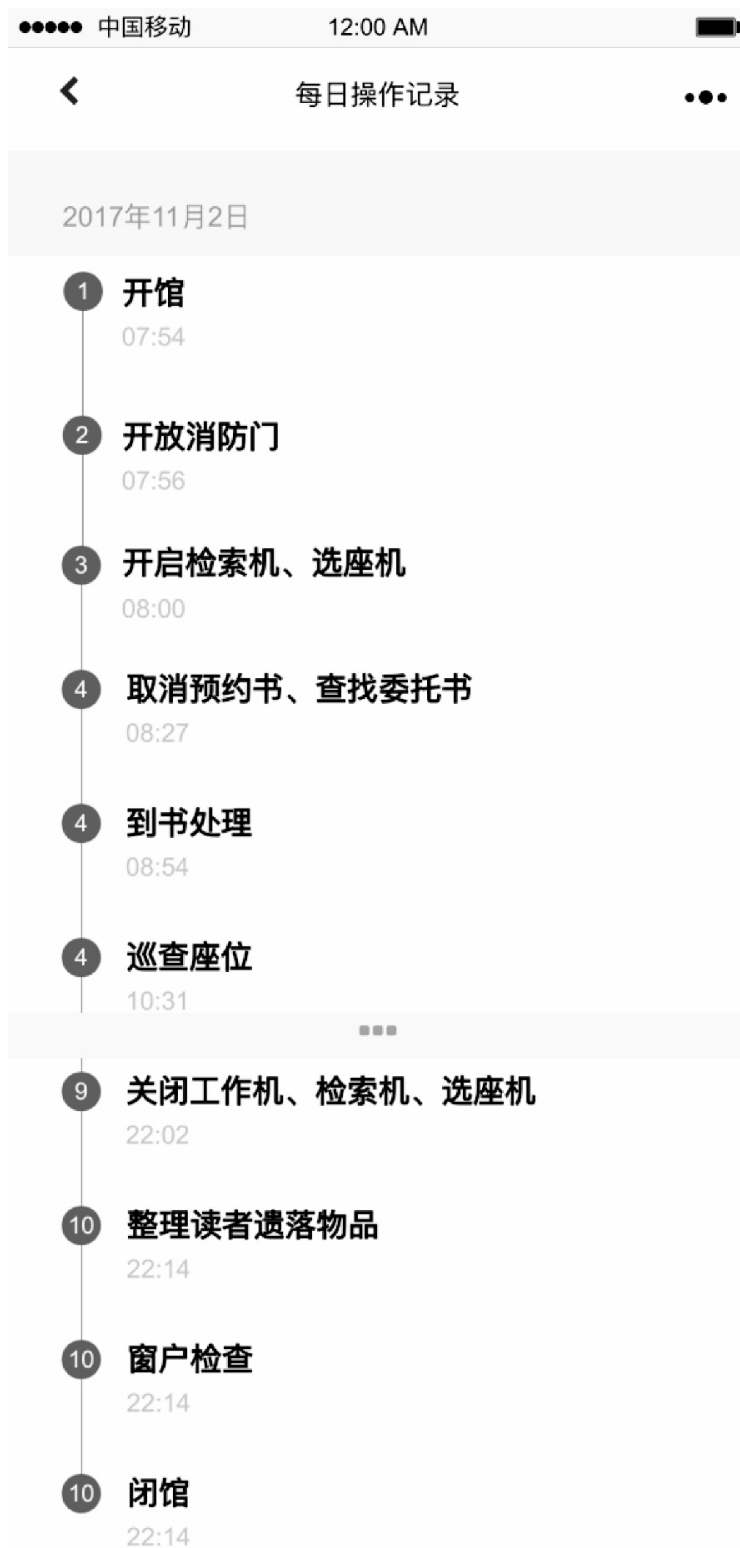 中国移动 12:00 AM
每日操作记录
2017年11月2日
1 开馆
07:54
2 开放消防门
07:56
3 开启检索机、选座机
08:00
4 取消预约书、查找委托书
08:27
4 到书处理
08:54
4 巡查座位
10:31
9 关闭工作机、检索机、选座机
22:02
10 整理读者遗落物品
22:14
10 窗户检查
22:14
10 闭馆
22:14